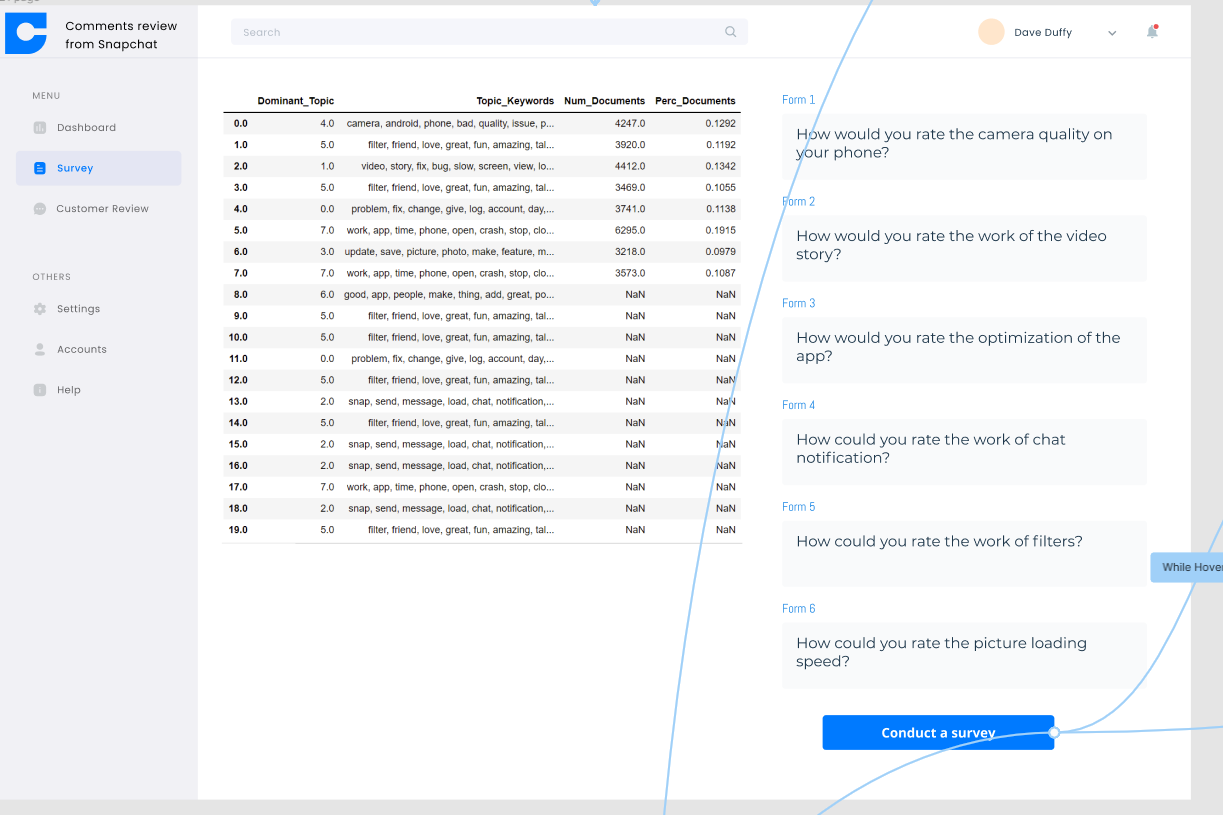 Comments review
from Snapchat
Search
Dave Duffy
MENU
Dashboard
Survey
Customer Review
OTHERS
Settings
Accounts
Help
Dominant_Topic Topic_Keywords Num_Documents Perc_Documents
0.0 4.0 camera, android, phone, bad, quality, issue, p... 4247.0 0.1292
1.0 5.0 filter, friend, love, great, fun, amazing, tal... 3920.0 0.1192
2.0 1.0 video, story, fix, bug, slow, screen, view, lo... 4412.0 0.1342
3.0 5.0 filter, friend, love, great, fun, amazing, tal... 3469.0 0.1055
4.0 0.0 problem, fix, change, give, log, account, day,... 3741.0 0.1138
5.0 7.0 work, app, time, phone, open, crash, stop, clo... 6295.0 0.1915
6.0 3.0 update, save, picture, photo, make, feature, m... 3218.0 0.0979
7.0 7.0 work, app, time, phone, open, crash, stop, clo... 3573.0 0.1087
8.0 6.0 good, app, people, make, thing, add, great, po... NaN NaN
9.0 5.0 filter, friend, love, great, fun, amazing, tal... NaN NaN
10.0 5.0 filter, friend, love, great, fun, amazing, tal... NaN NaN
11.0 0.0 problem, fix, change, give, log, account, day,... NaN NaN
12.0 5.0 filter, friend, love, great, fun, amazing, tal... NaN NaN
13.0 2.0 snap, send, message, load, chat, notification,... NaN NaN
14.0 5.0 filter, friend, love, great, fun, amazing, tal... NaN NaN
15.0 2.0 snap, send, message, load, chat, notification,... NaN NaN
16.0 2.0 snap, send, message, load, chat, notification,... NaN NaN
17.0 7.0 work, app, time, phone, open, crash, stop, clo... NaN NaN
18.0 2.0 snap, send, message, load, chat, notification,... NaN NaN
19.0 5.0 filter, friend, love, great, fun, amazing, tal... NaN NaN
Form 1
How would you rate the camera quality on
your phone?
Form 2
How would you rate the work of the video
story?
Form 3
How would you rate the optimization of the
app?
Form 4
How could you rate the work of chat
notification?
Form 5
How could you rate the work of filters?
While Hover
Form 6
How could you rate the picture loading
speed?
Conduct a survey